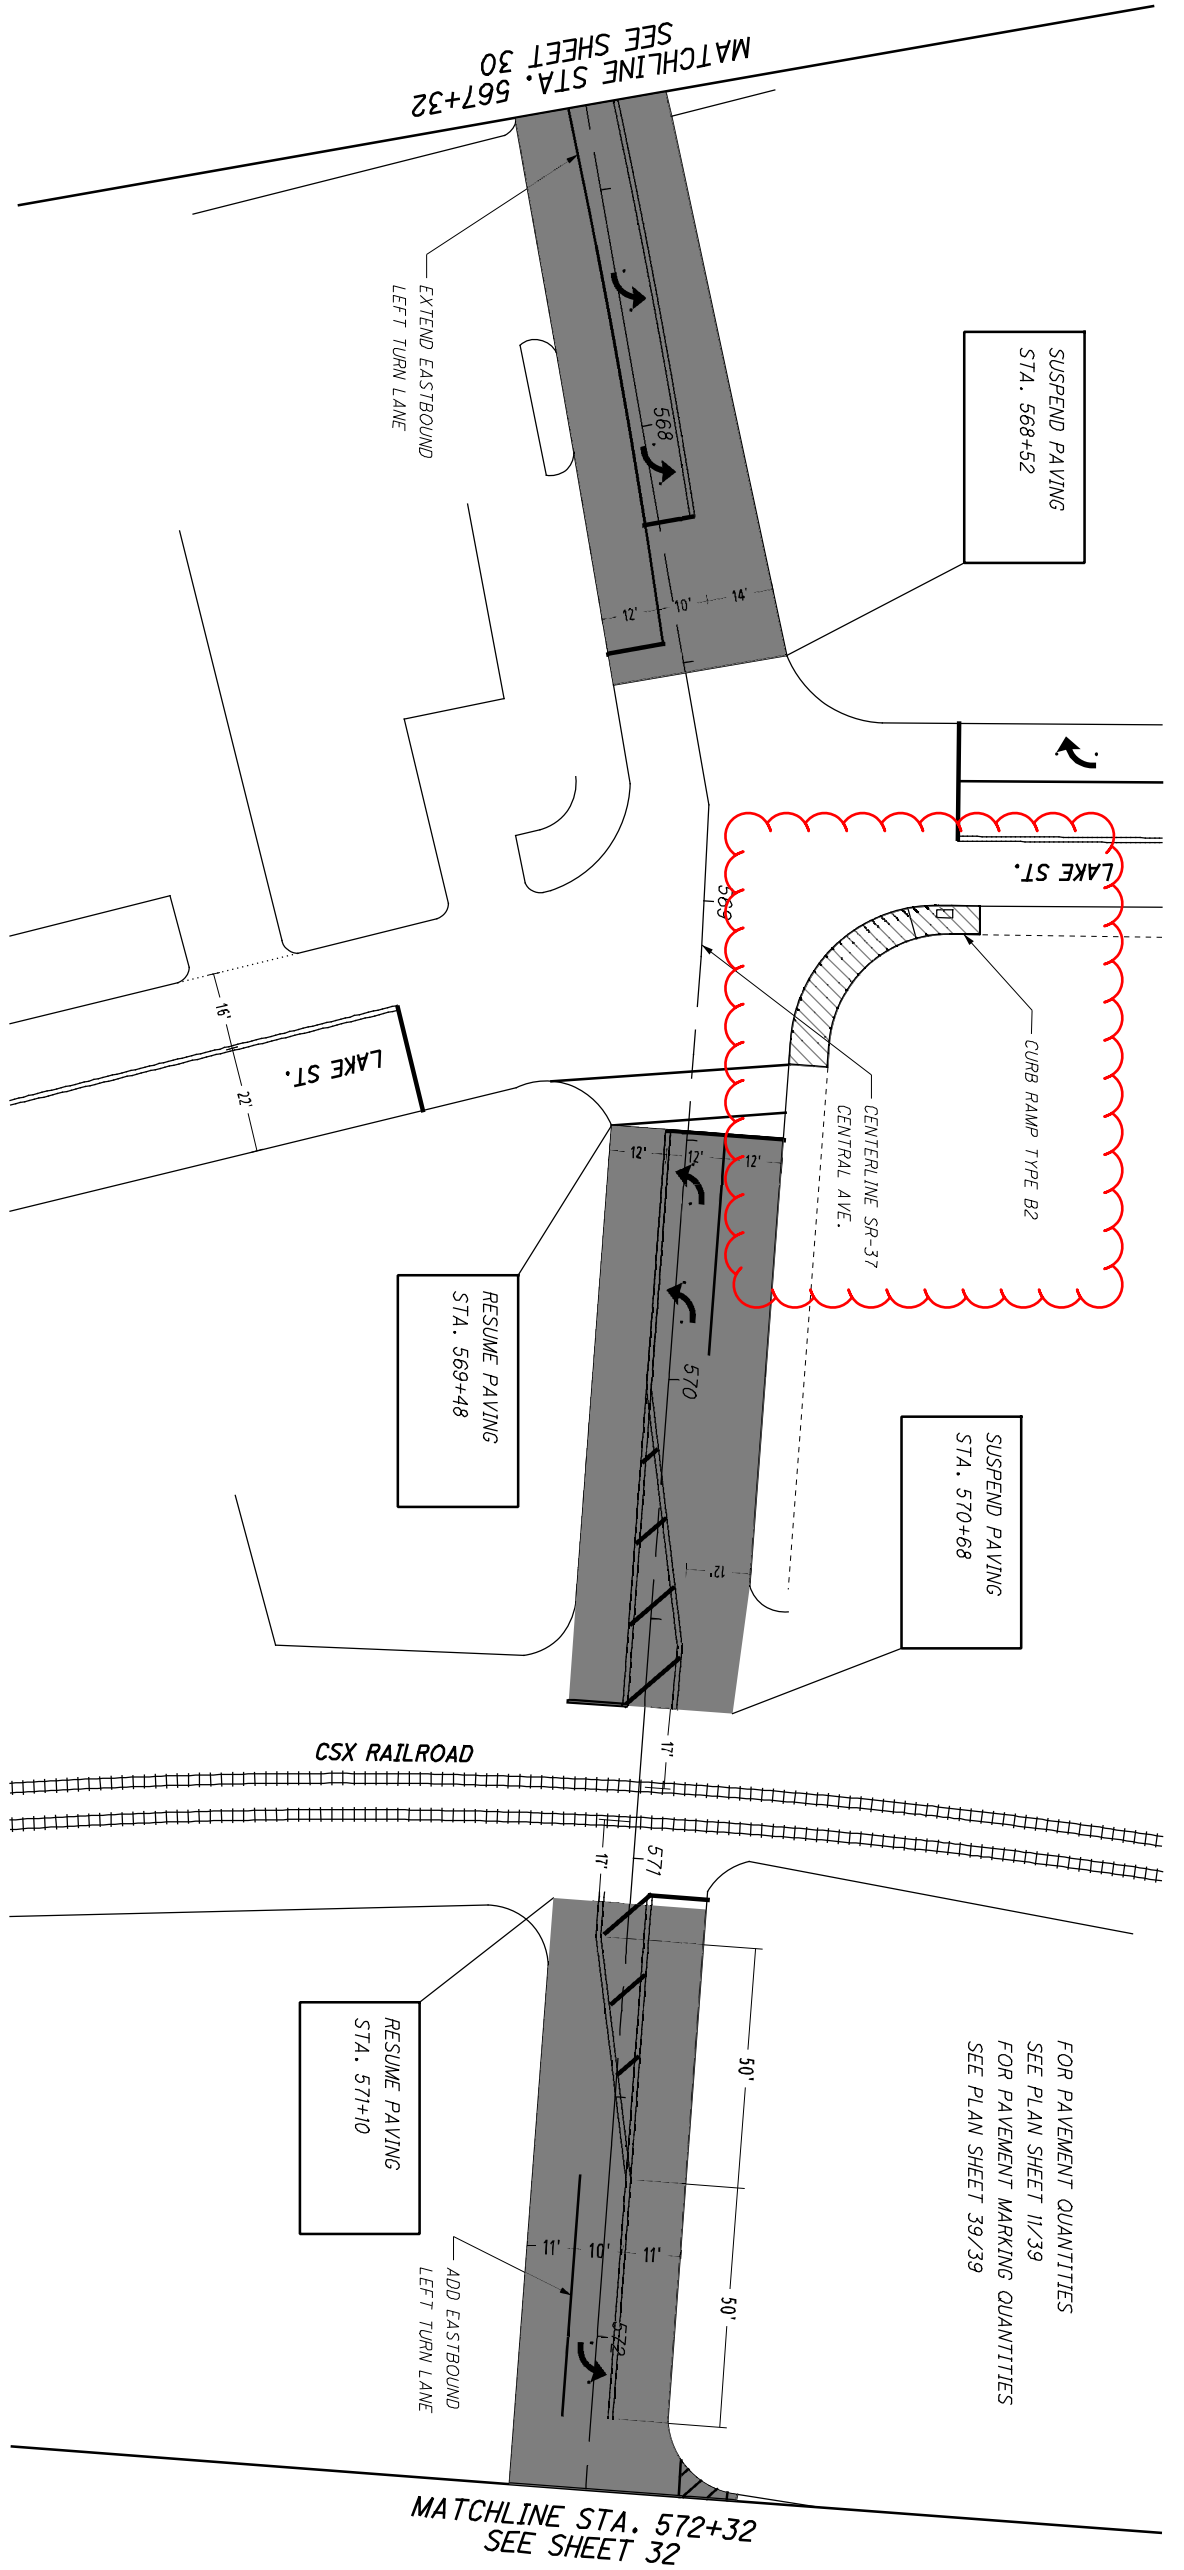 MATCHLINE STA. 567+32
SEE SHEET 30
EXTEND EASTBOUND
LEFT TURN LANE
SUSPEND PAVING
STA. 568+52
568
12'
10'
14'
LAKE ST.
569
CURB RAMP TYPE B2
CENTERLINE SR-37
CENTRAL AVE.
16'
22'
LAKE ST.
12'
12'
12'
RESUME PAVING
STA. 569+48
570
SUSPEND PAVING
STA. 570+68
12'
CSX RAILROAD
17'
17'
571
RESUME PAVING
STA. 571+10
50'
50'
FOR PAVEMENT QUANTITIES
SEE PLAN SHEET 11/39
FOR PAVEMENT MARKING QUANTITIES
SEE PLAN SHEET 39/39
11'
10'
11'
ADD EASTBOUND
LEFT TURN LANE
572
MATCHLINE STA. 572+32
SEE SHEET 32